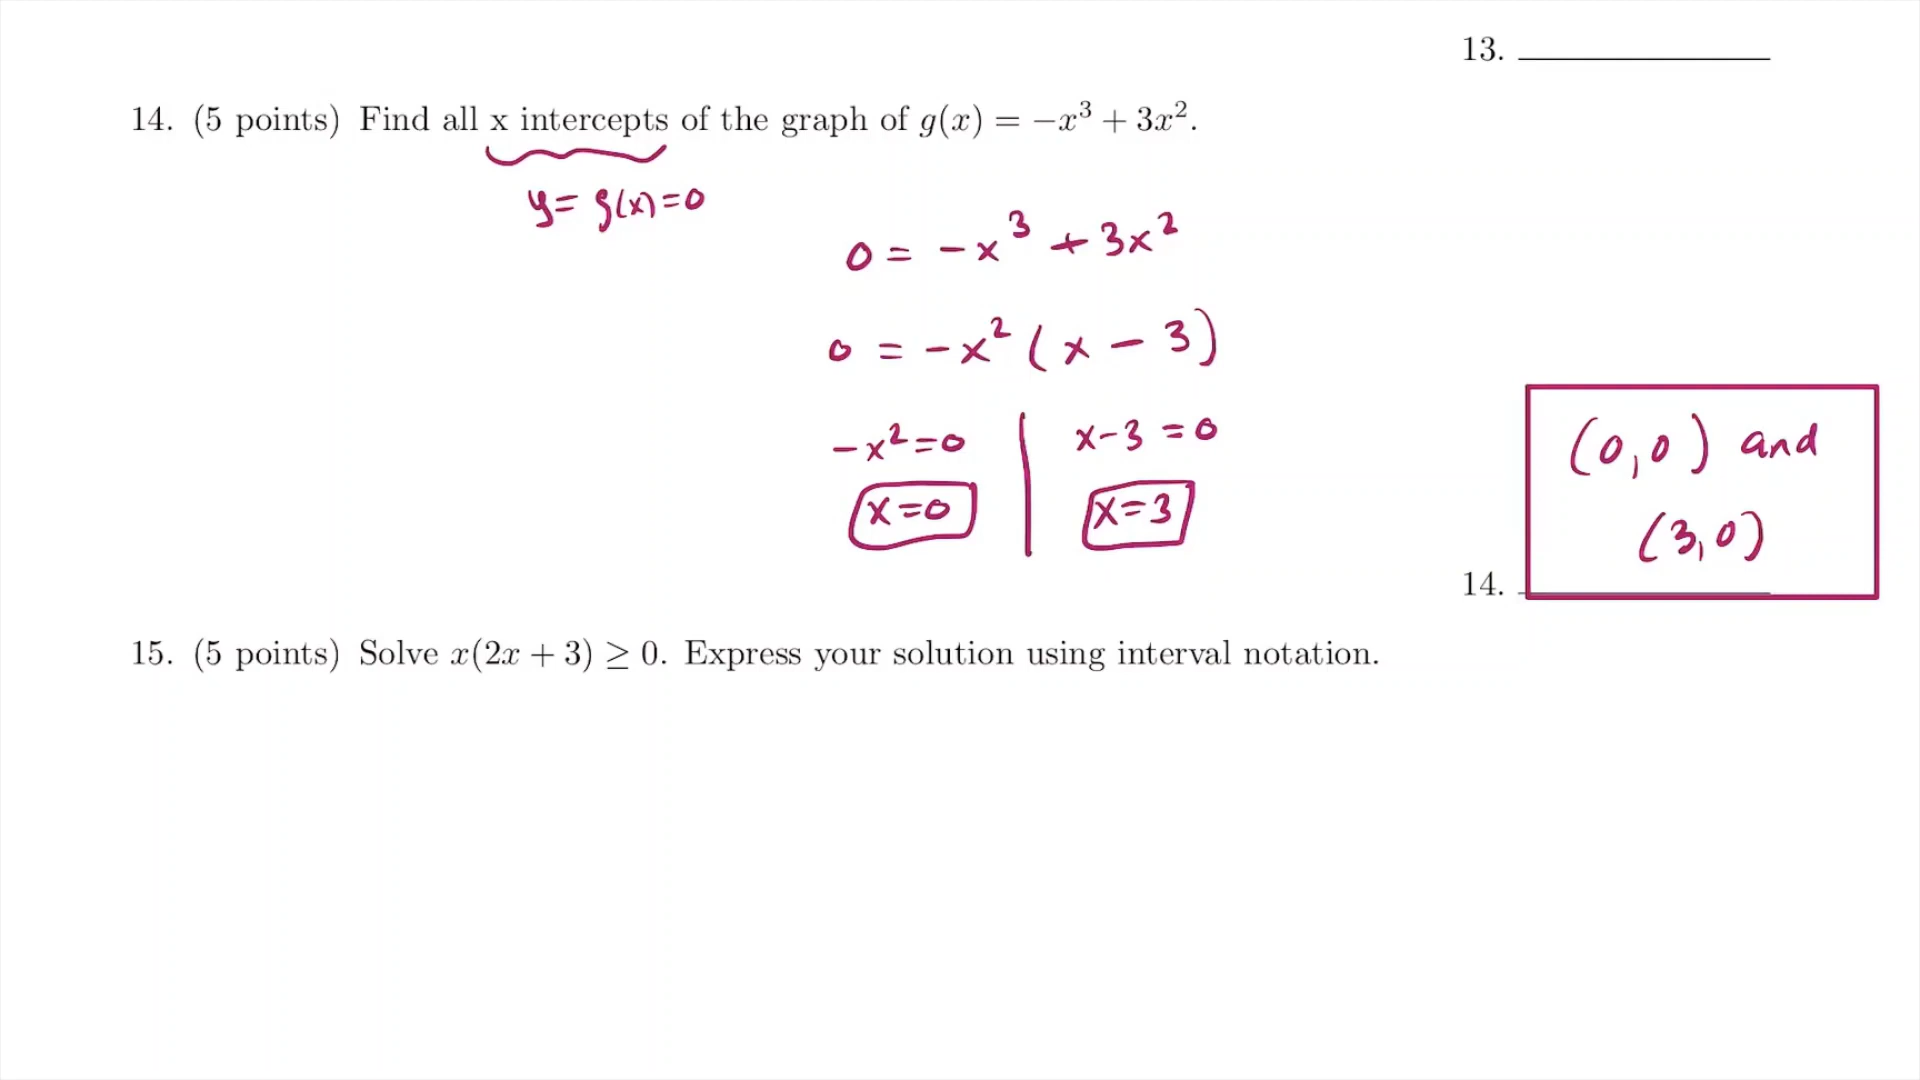 13.
14. (5 points) Find all x intercepts of the graph of g(x) = −x³ + 3x².
y = g(x) = 0
0 = −x³ + 3x²
0 = −x² (x − 3)
−x² = 0 x−3 = 0
x = 0 x = 3
(0,0) and
(3,0)
14.
15. (5 points) Solve x(2x + 3) ≥ 0. Express your solution using interval notation.